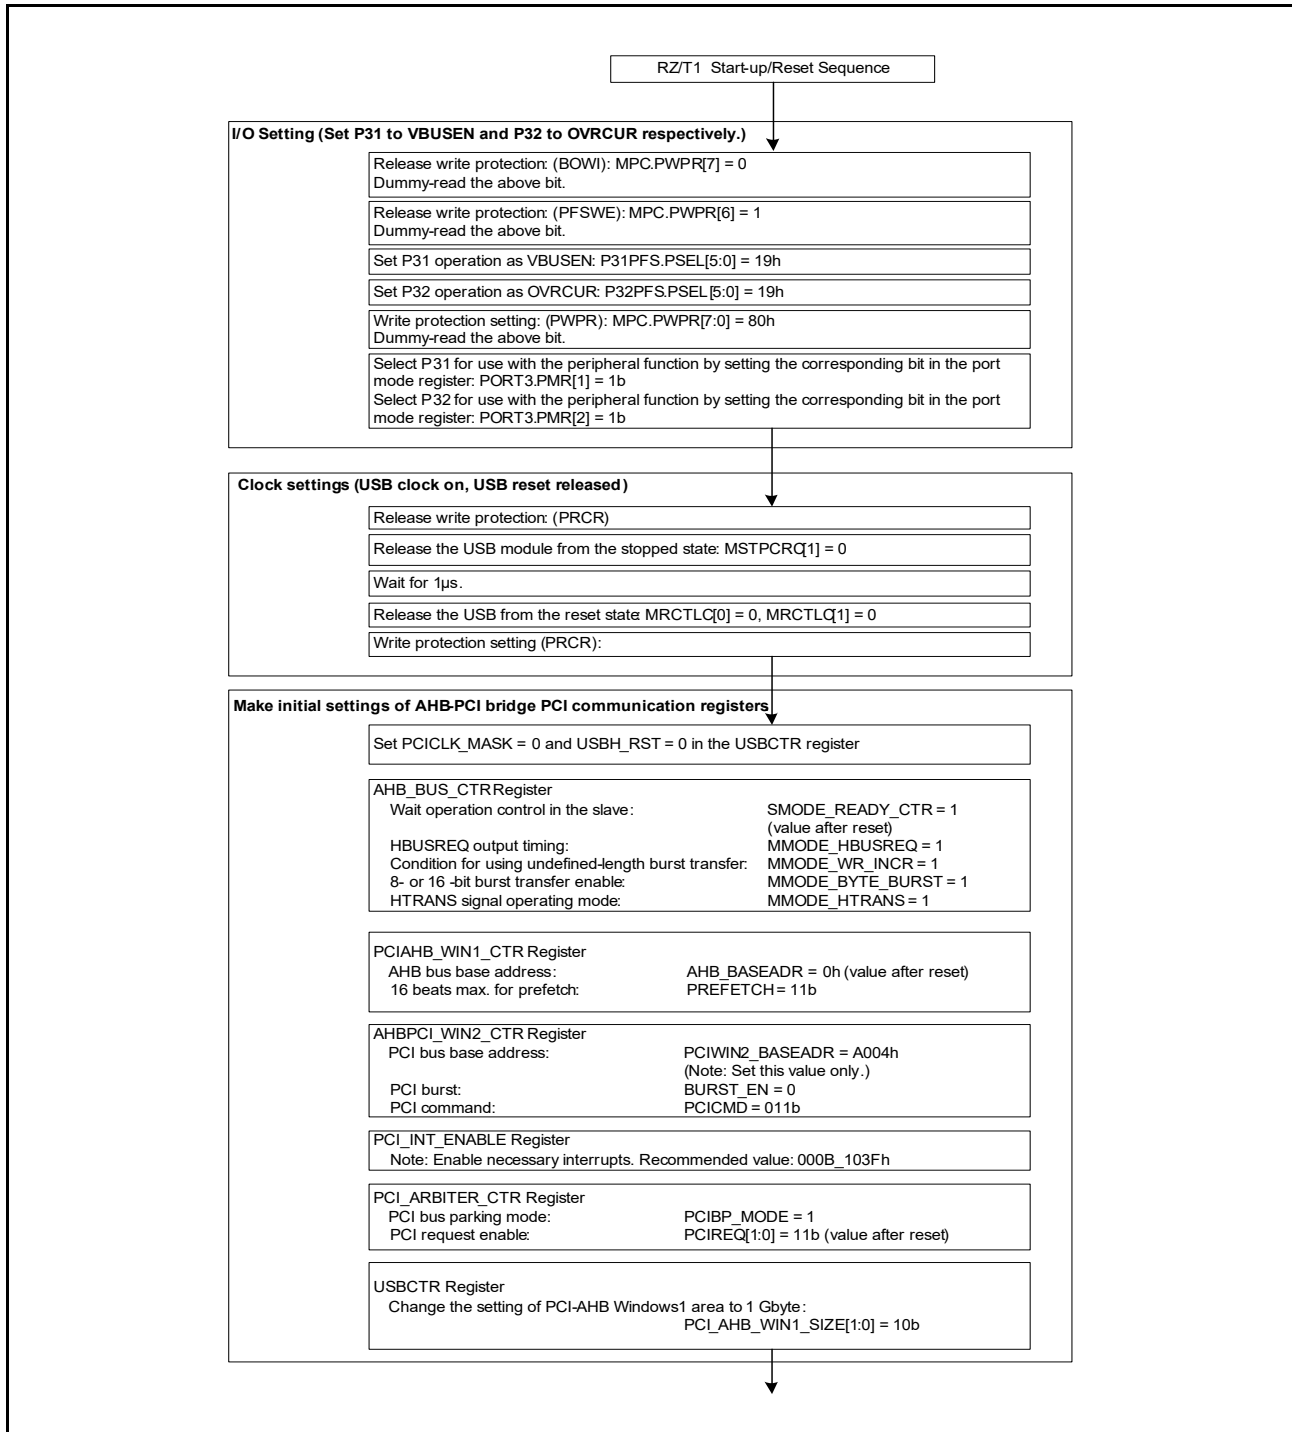 RZ/T1 Start-up/Reset Sequence
I/O Setting (Set P31 to VBUSEN and P32 to OVRCUR respectively.)
Release write protection: (BOWI): MPC.PWPR[7] = 0
Dummy-read the above bit.
Release write protection: (PFSWE): MPC.PWPR[6] = 1
Dummy-read the above bit.
Set P31 operation as VBUSEN: P31PFS.PSEL[5:0] = 19h
Set P32 operation as OVRCUR: P32PFS.PSEL[5:0] = 19h
Write protection setting: (PWPR): MPC.PWPR[7:0] = 80h
Dummy-read the above bit.
Select P31 for use with the peripheral function by setting the corresponding bit in the port
mode register: PORT3.PMR[1] = 1b
Select P32 for use with the peripheral function by setting the corresponding bit in the port
mode register: PORT3.PMR[2] = 1b
Clock settings (USB clock on, USB reset released)
Release write protection: (PRCR)
Release the USB module from the stopped state: MSTPCRC[1] = 0
Wait for 1µs.
Release the USB from the reset state: MRCTLC[0] = 0, MRCTLC[1] = 0
Write protection setting (PRCR):
Make initial settings of AHB-PCI bridge PCI communication registers
Set PCICLK_MASK = 0 and USBH_RST = 0 in the USBCTR register
AHB_BUS_CTR Register
Wait operation control in the slave: SMODE_READY_CTR = 1
(value after reset)
HBUSREQ output timing: MMODE_HBUSREQ = 1
Condition for using undefined-length burst transfer: MMODE_WR_INCR = 1
8- or 16 -bit burst transfer enable: MMODE_BYTE_BURST = 1
HTRANS signal operating mode: MMODE_HTRANS = 1
PCIAHB_WIN1_CTR Register
AHB bus base address: AHB_BASEADR = 0h (value after reset)
16 beats max. for prefetch: PREFETCH = 11b
AHBPCI_WIN2_CTR Register
PCI bus base address: PCIWIN2_BASEADR = A004h
(Note: Set this value only.)
PCI burst: BURST_EN = 0
PCI command: PCICMD = 011b
PCI_INT_ENABLE Register
Note: Enable necessary interrupts. Recommended value: 000B_103Fh
PCI_ARBITER_CTR Register
PCI bus parking mode: PCIBP_MODE = 1
PCI request enable: PCIREQ[1:0] = 11b (value after reset)
USBCTR Register
Change the setting of PCI-AHB Windows1 area to 1 Gbyte:
PCI_AHB_WIN1_SIZE[1:0] = 10b